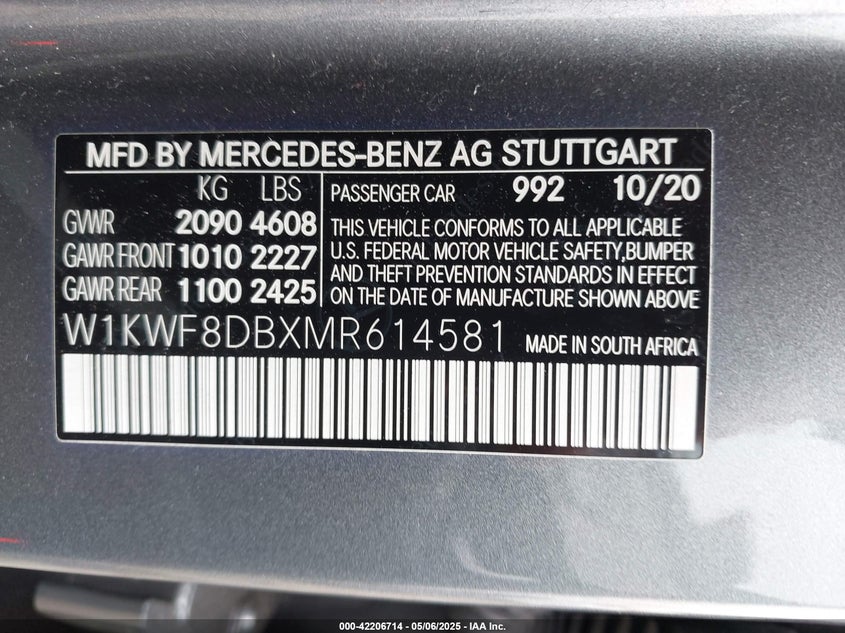 MFD BY MERCEDES-BENZ AG STUTTGART
KG LBS
GVWR 2090 4608
GAWR FRONT 1010 2227
GAWR REAR 1100 2425
PASSENGER CAR 992 10/20
THIS VEHICLE CONFORMS TO ALL APPLICABLE
U.S. FEDERAL MOTOR VEHICLE SAFETY,BUMPER
AND THEFT PREVENTION STANDARDS IN EFFECT
ON THE DATE OF MANUFACTURE SHOWN ABOVE
W1KWF8DBXMR614581 MADE IN SOUTH AFRICA
000-42206714 - 05/06/2025 - IAA Inc.